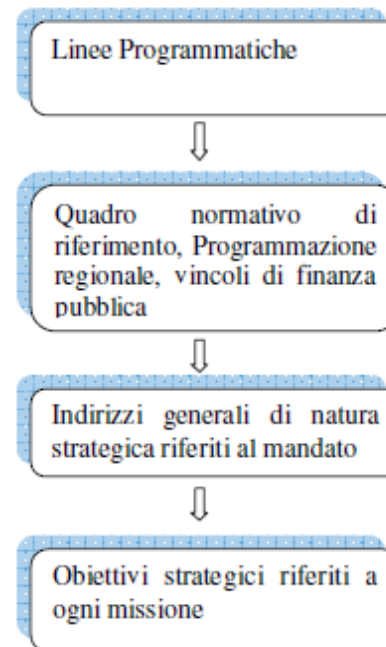 Linee Programmatiche
Quadro normativo di
riferimento, Programmazione
regionale, vincoli di finanza
pubblica
Indirizzi generali di natura
strategica riferiti al mandato
Obiettivi strategici riferiti a
ogni missione